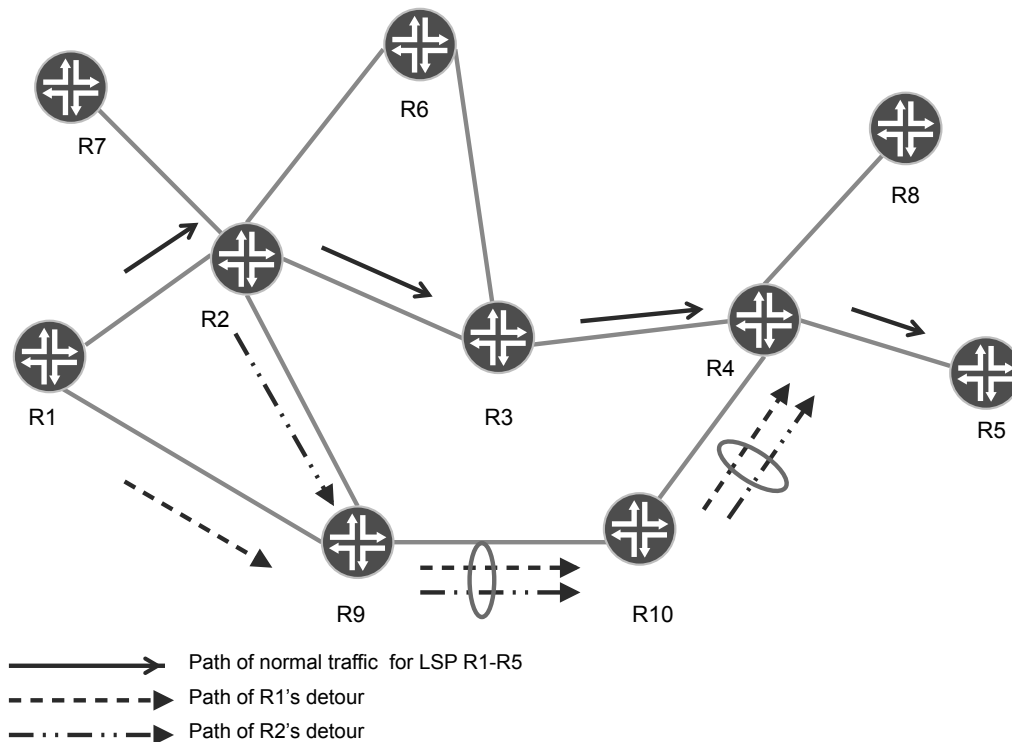 R6
R7
R8
R2
R4
R1
R3
R5
R9
R10
Path of normal traffic for LSP R1-R5
Path of R1's detour
Path of R2's detour